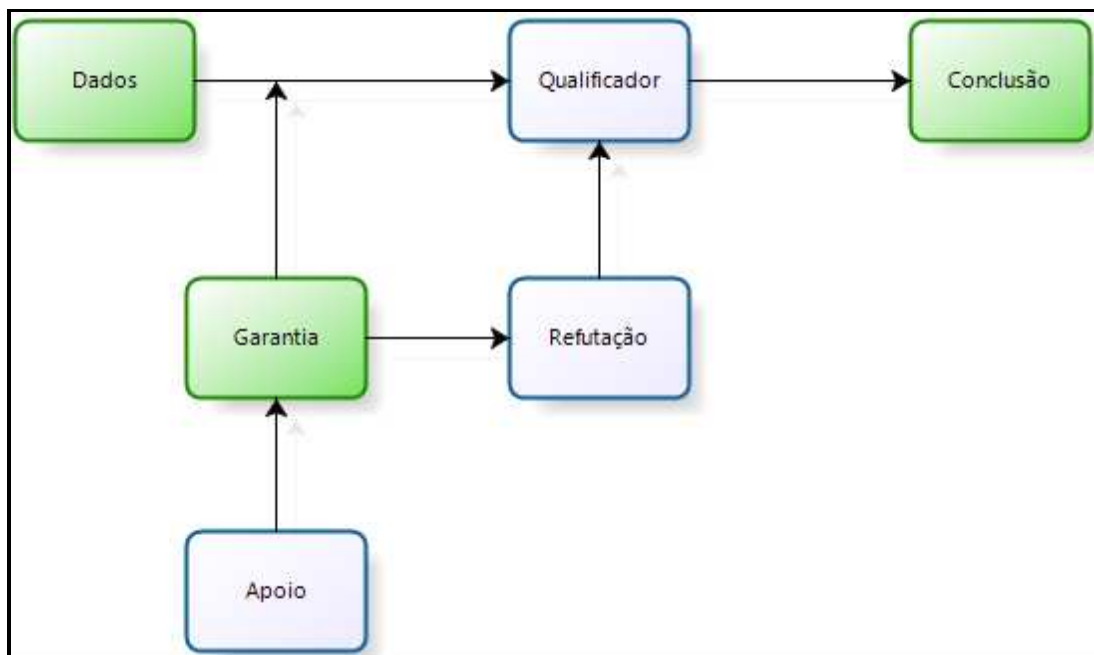 Dados
Qualificador
Conclusão
Garantia
Refutação
Apoio